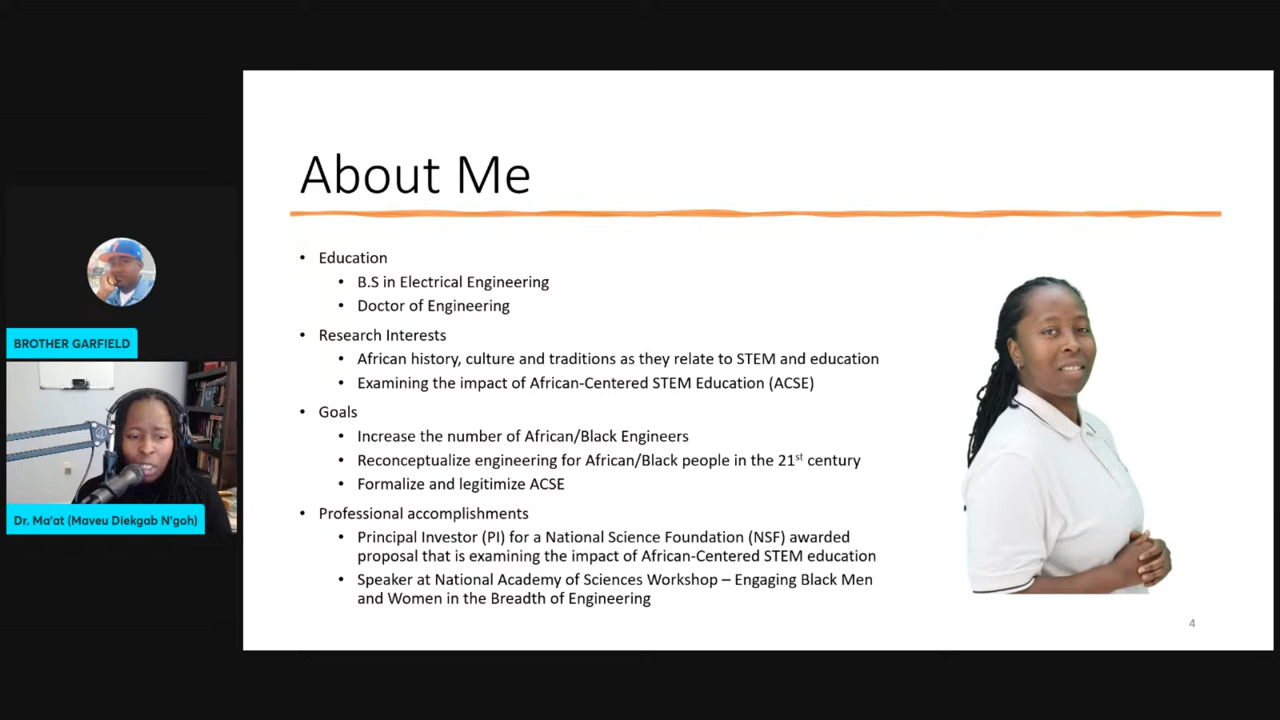 About Me
• Education
• B.S in Electrical Engineering
• Doctor of Engineering
• Research Interests
• African history, culture and traditions as they relate to STEM and education
• Examining the impact of African-Centered STEM Education (ACSE)
• Goals
• Increase the number of African/Black Engineers
• Reconceptualize engineering for African/Black people in the 21st century
• Formalize and legitimize ACSE
• Professional accomplishments
• Principal Investor (PI) for a National Science Foundation (NSF) awarded
proposal that is examining the impact of African-Centered STEM education
• Speaker at National Academy of Sciences Workshop – Engaging Black Men
and Women in the Breadth of Engineering
4
BROTHER GARFIELD
Dr. Ma'at (Maveu Diekgab N'goh)